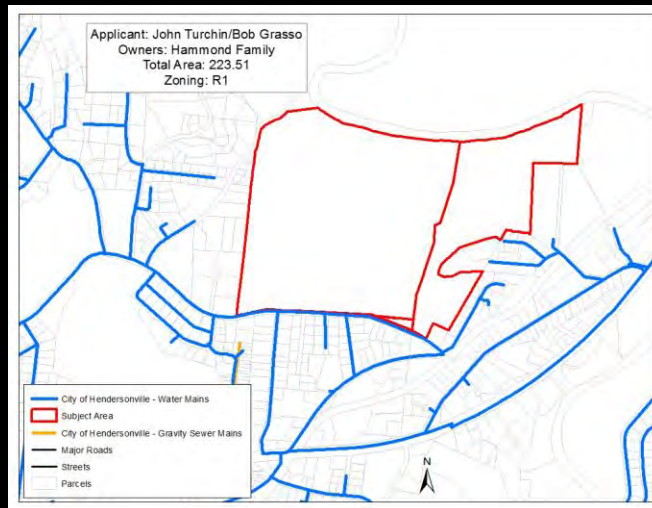 Applicant: John Turchin/Bob Grasso
Owners: Hammond Family
Total Area: 223.51
Zoning: R1
City of Hendersonville - Water Mains
Subject Area
City of Hendersonville - Gravity Sewer Mains
Major Roads
Streets
Parcels
N